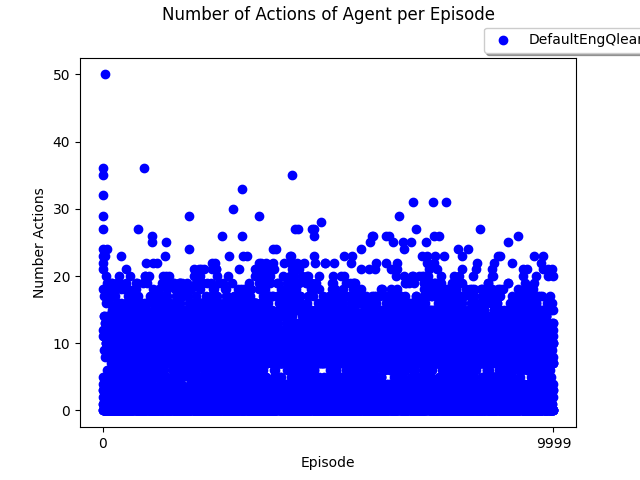 Number of Actions of Agent per Episode
DefaultEngQlear
50
40
30
20
10
0
Number Actions
0
9999
Episode